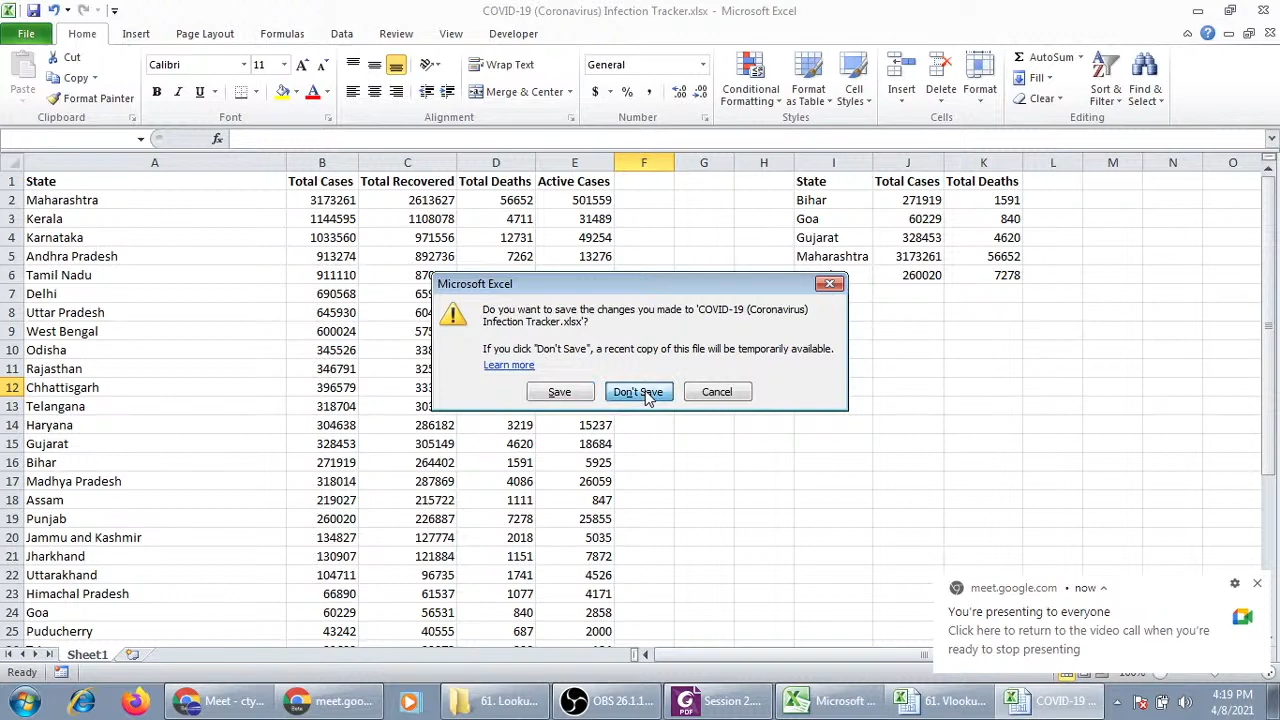 COVID-19 (Coronavirus) Infection Tracker.xlsx - Microsoft Excel
File Home Insert Page Layout Formulas Data Review View Developer
Cut
Copy
Format Painter
Paste
Clipboard
Calibri 11
B I U
Font
Wrap Text
Merge & Center
Alignment
General
$ % ,
Number
Conditional Formatting
Format as Table
Cell Styles
Styles
Insert Delete Format
Cells
AutoSum
Fill
Clear
Sort & Filter
Find & Select
Editing
fx
A B C D E F G H I J K L M N O
1 State Total Cases Total Recovered Total Deaths Active Cases State Total Cases Total Deaths
2 Maharashtra 3173261 2613627 56652 501559 Bihar 271919 1591
3 Kerala 1144595 1108078 4711 31489 Goa 60229 840
4 Karnataka 1033560 971556 12731 49254 Gujarat 328453 4620
5 Andhra Pradesh 913274 892736 7262 13276 Maharashtra 3173261 56652
6 Tamil Nadu 911110 260020 7278
7 Delhi 690568
8 Uttar Pradesh 645930
9 West Bengal 600024
10 Odisha 345526
11 Rajasthan 346791
12 Chhattisgarh 396579
13 Telangana 318704
14 Haryana 304638 286182 3219 15237
15 Gujarat 328453 305149 4620 18684
16 Bihar 271919 264402 1591 5925
17 Madhya Pradesh 318014 287869 4086 26059
18 Assam 219027 215722 1111 847
19 Punjab 260020 226887 7278 25855
20 Jammu and Kashmir 134827 127774 2018 5035
21 Jharkhand 130907 121884 1151 7872
22 Uttarakhand 104711 96735 1741 4526
23 Himachal Pradesh 66890 61537 1077 4171
24 Goa 60229 56531 840 2858
25 Puducherry 43242 40555 687 2000
Microsoft Excel
Do you want to save the changes you made to 'COVID-19 (Coronavirus)
Infection Tracker.xlsx'?
If you click "Don't Save", a recent copy of this file will be temporarily available.
Learn more
Save Don't Save Cancel
meet.google.com • now
You're presenting to everyone
Click here to return to the video call when you're
ready to stop presenting
Sheet1
Ready
Meet - cty...
meet.goo...
61. Looku...
OBS 26.1.1...
Session 2....
Microsoft ...
61. Vlooku...
COVID-19 ...
4:19 PM
4/8/2021